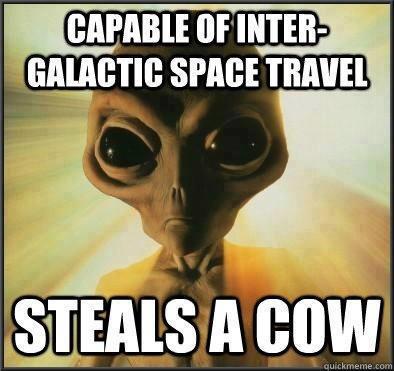 CAPABLE OF INTER-
GALACTIC SPACE TRAVEL
STEALS A COW
quickmeme.com